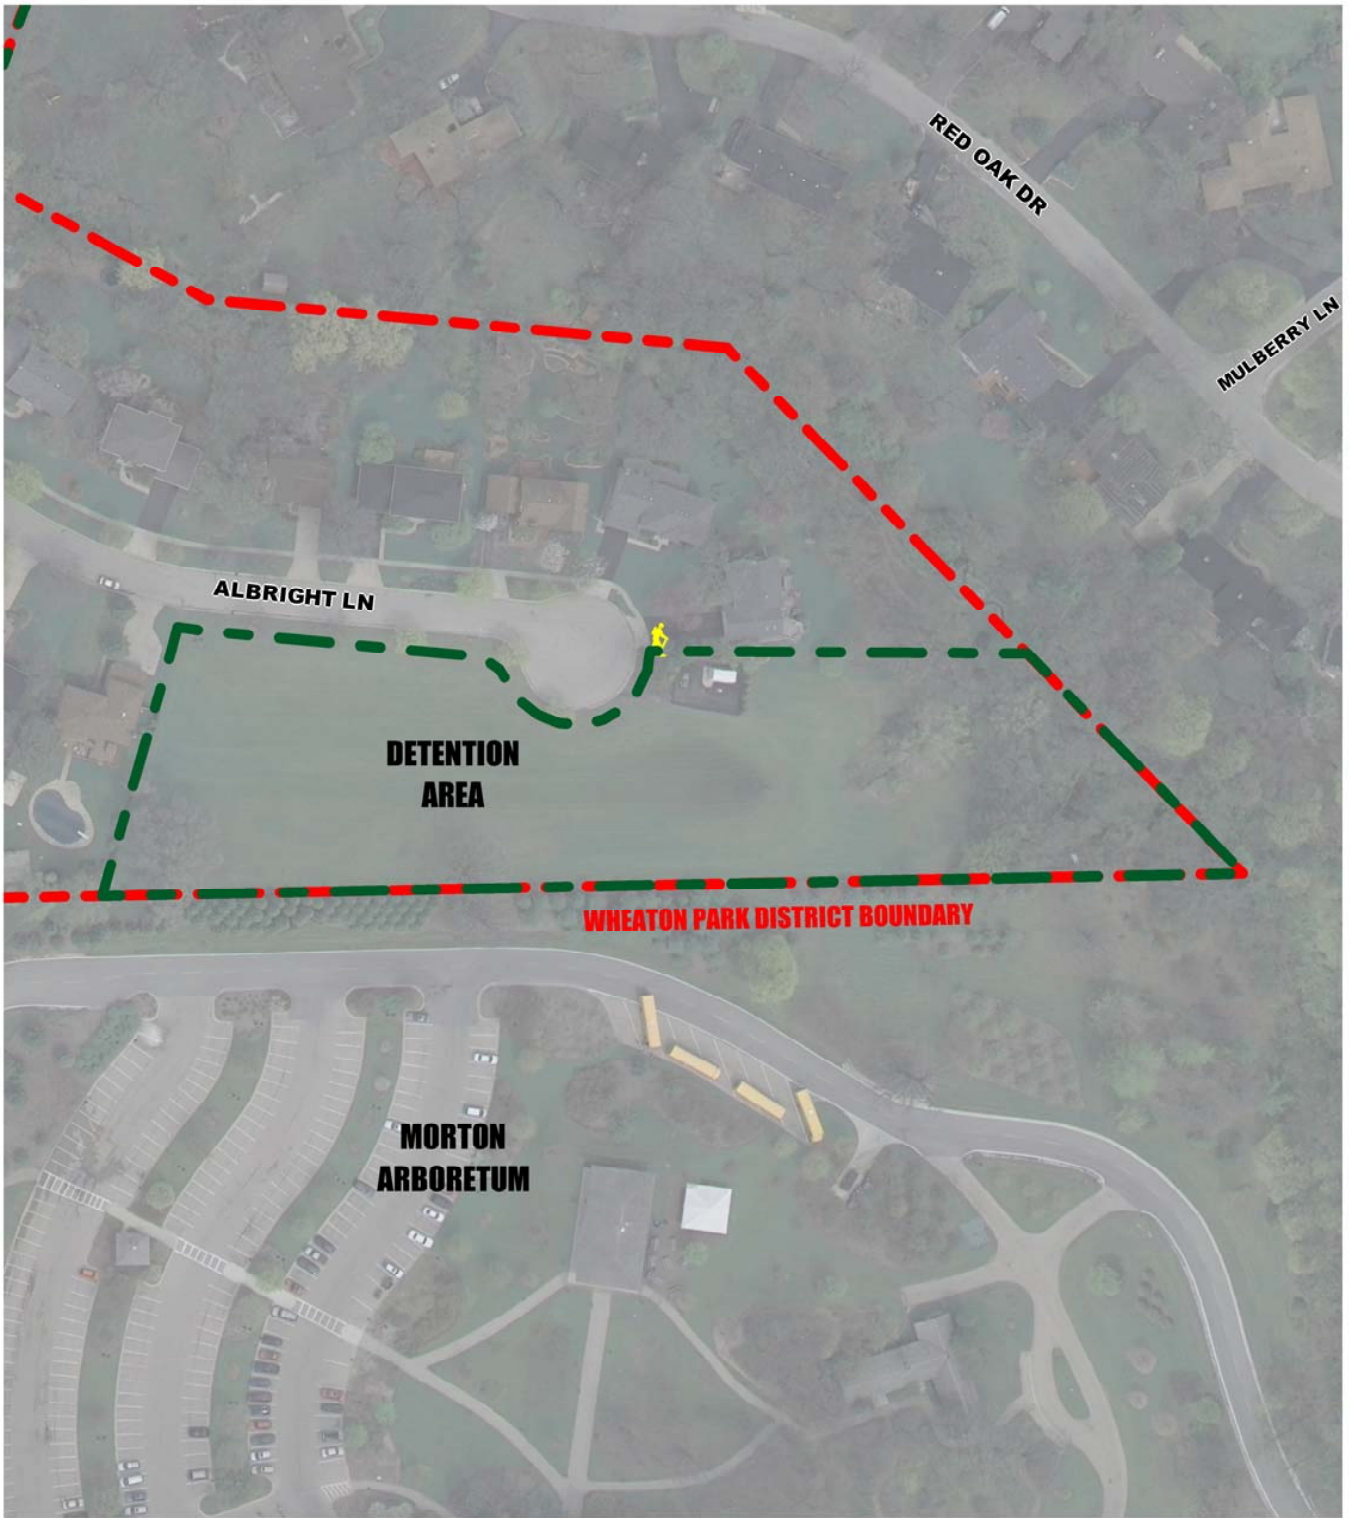 RED OAK DR
MULBERRY LN
ALBRIGHT LN
DETENTION
AREA
WHEATON PARK DISTRICT BOUNDARY
MORTON
ARBORETUM